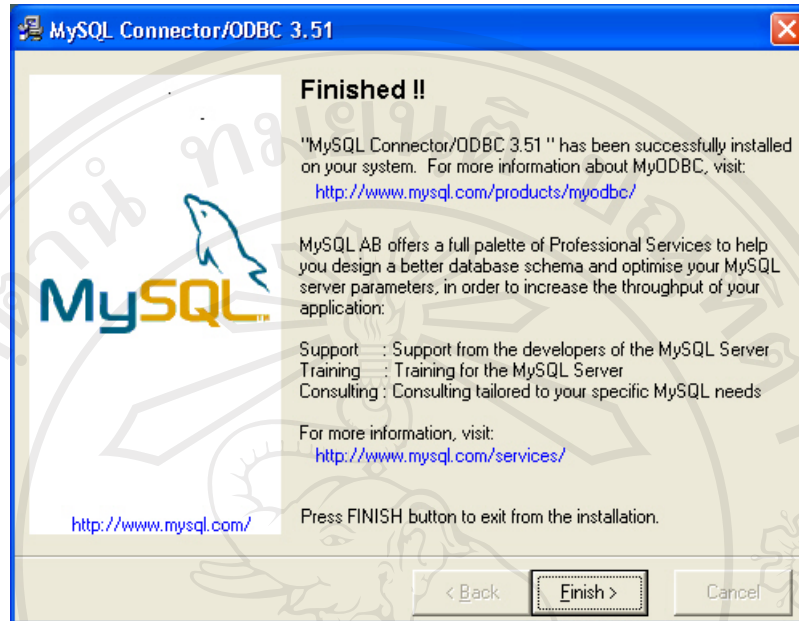 MySQL Connector/ODBC 3.51
Finished !!
"MySQL Connector/ODBC 3.51 " has been successfully installed
on your system. For more information about MyODBC, visit:
http://www.mysql.com/products/myodbc/
MySQL AB offers a full palette of Professional Services to help
you design a better database schema and optimise your MySQL
server parameters, in order to increase the throughput of your
application:
Support : Support from the developers of the MySQL Server
Training : Training for the MySQL Server
Consulting : Consulting tailored to your specific MySQL needs
For more information, visit:
http://www.mysql.com/services/
Press FINISH button to exit from the installation.
MySQL
http://www.mysql.com/
< Back
Finish >
Cancel